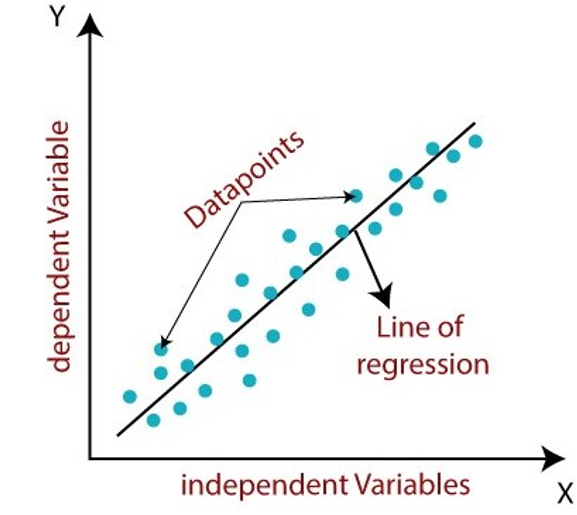 Y
dependent Variable
Datapoints
Line of
regression
independent Variables
X